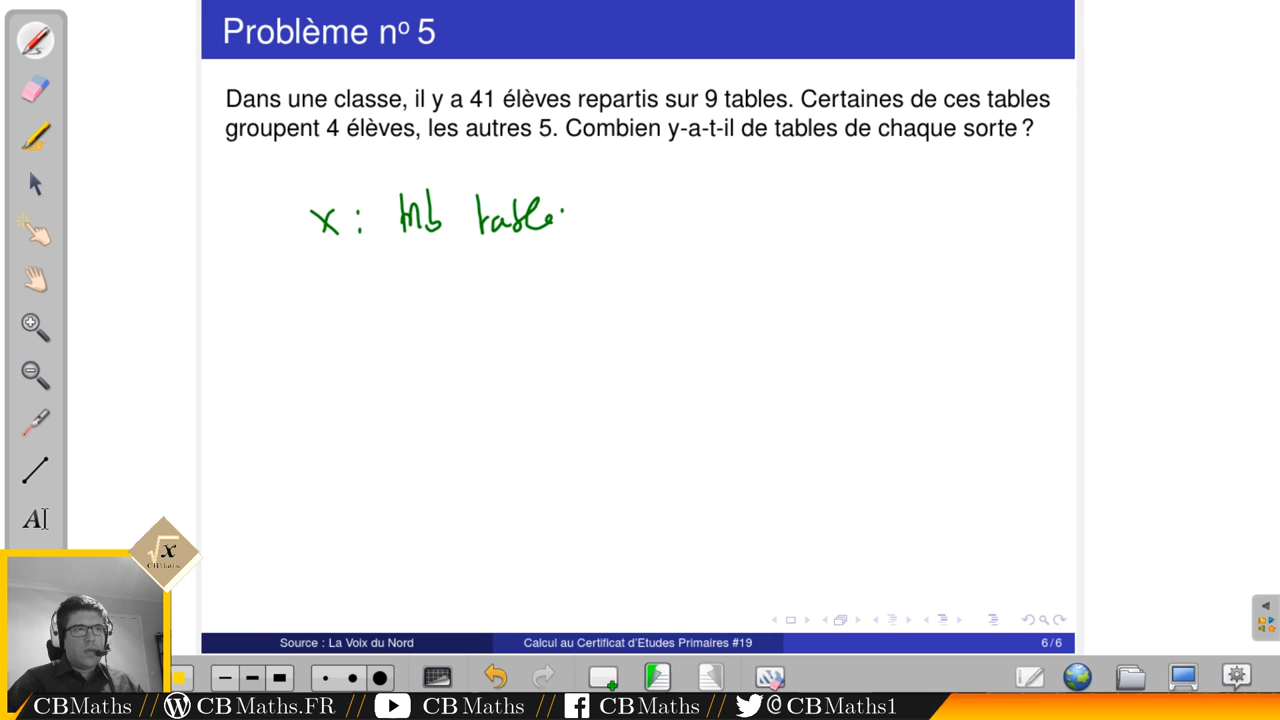 Problème nº 5
Dans une classe, il y a 41 élèves repartis sur 9 tables. Certaines de ces tables
groupent 4 élèves, les autres 5. Combien y-a-t-il de tables de chaque sorte ?
x : nb table
AI
√x
CBMaths
Source : La Voix du Nord
Calcul au Certificat d'Etudes Primaires #19
6/6
CBMaths // CBMaths.FR // CBMaths // CBMaths // @CBMaths1